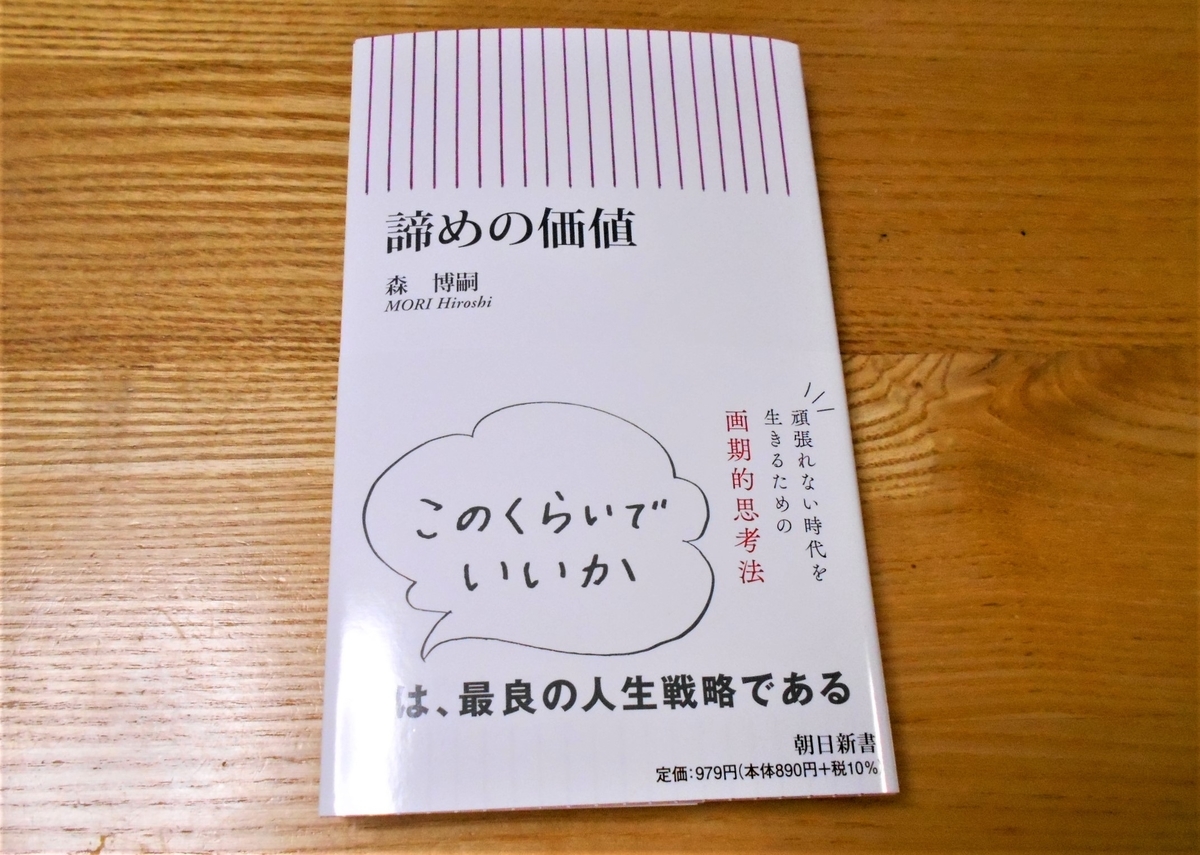 諦めの価値
森 博嗣
MORI Hiroshi
頑張れない時代を
生きるための
画期的思考法
このくらいで
いいか
は、最良の人生戦略である
朝日新書
定価:979円(本体890円+税10%